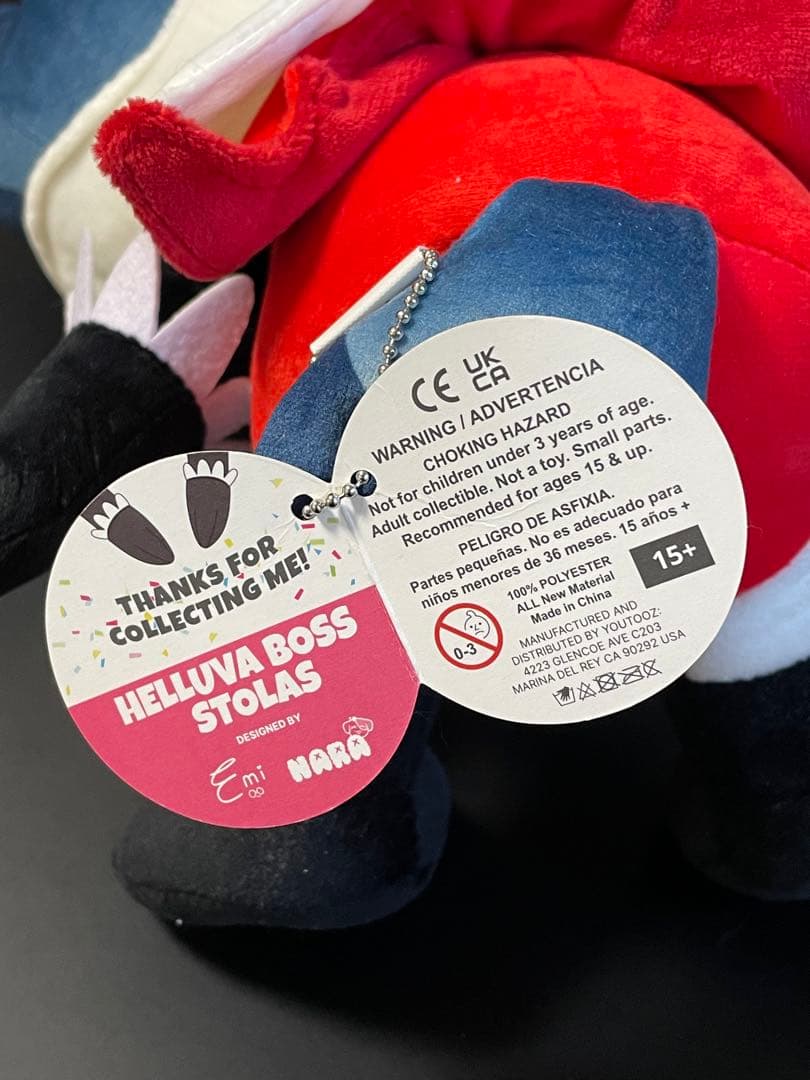 THANKS FOR
COLLECTING ME!
HELLUVA BOSS
STOLAS
DESIGNED BY
Emi
NARA
CE UK
CA
WARNING / ADVERTENCIA
CHOKING HAZARD
Not for children under 3 years of age.
Adult collectible. Not a toy. Small parts.
Recommended for ages 15 & up.
PELIGRO DE ASFIXIA.
Partes pequeñas. No es adecuado para
niños menores de 36 meses. 15 años +
0-3
100% POLYESTER
ALL New Material
Made in China
15+
MANUFACTURED AND
DISTRIBUTED BY YOUTOOZ:
4223 GLENCOE AVE C203
MARINA DEL REY CA 90292 USA